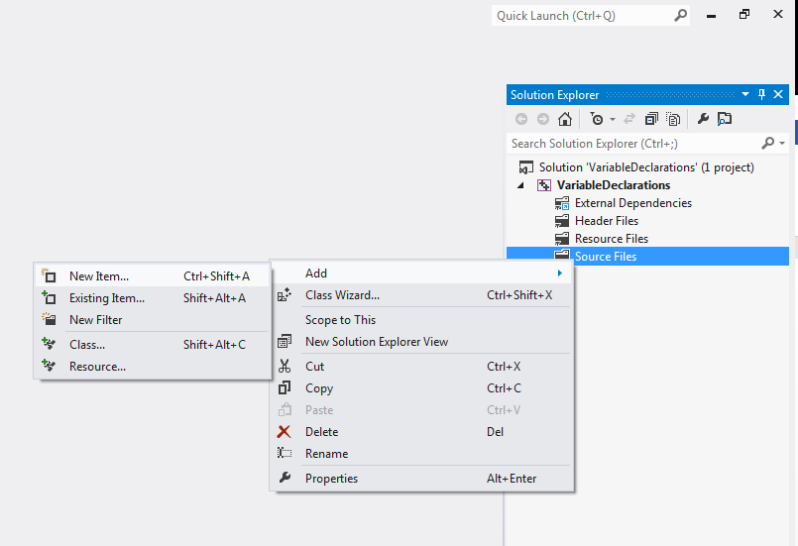 Quick Launch (Ctrl+Q)
Solution Explorer
Search Solution Explorer (Ctrl+;)
Solution 'VariableDeclarations' (1 project)
VariableDeclarations
External Dependencies
Header Files
Resource Files
Source Files
Add
Class Wizard... Ctrl+Shift+X
Scope to This
New Solution Explorer View
Cut Ctrl+X
Copy Ctrl+C
Paste Ctrl+V
Delete Del
Rename
Properties Alt+Enter
New Item... Ctrl+Shift+A
Existing Item... Shift+Alt+A
New Filter
Class... Shift+Alt+C
Resource...